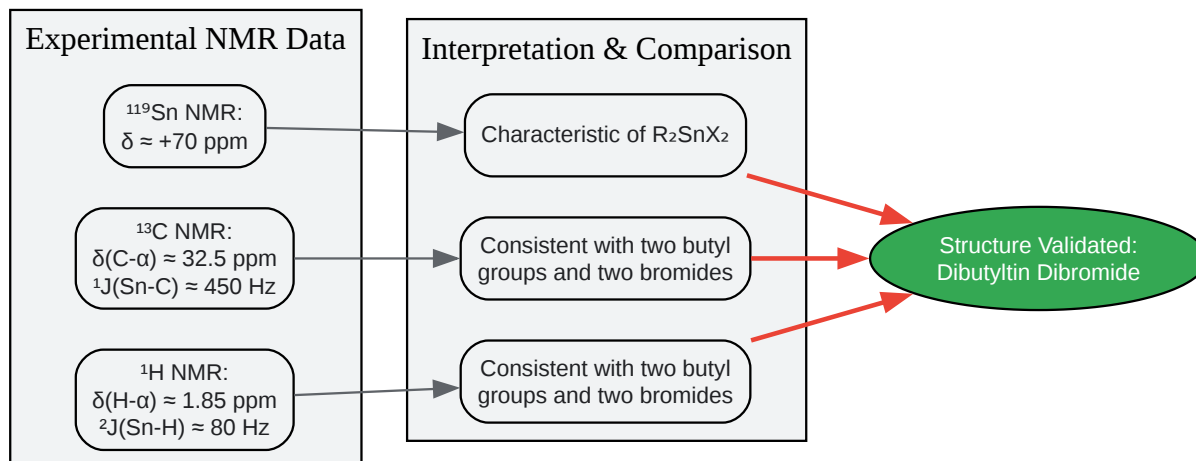 Experimental NMR Data
¹¹⁹Sn NMR:
δ ≈ +70 ppm
¹³C NMR:
δ(C-α) ≈ 32.5 ppm
¹J(Sn-C) ≈ 450 Hz
¹H NMR:
δ(H-α) ≈ 1.85 ppm
²J(Sn-H) ≈ 80 Hz
Interpretation & Comparison
Characteristic of R₂SnX₂
Consistent with two butyl
groups and two bromides
Consistent with two butyl
groups and two bromides
Structure Validated:
Dibutyltin Dibromide